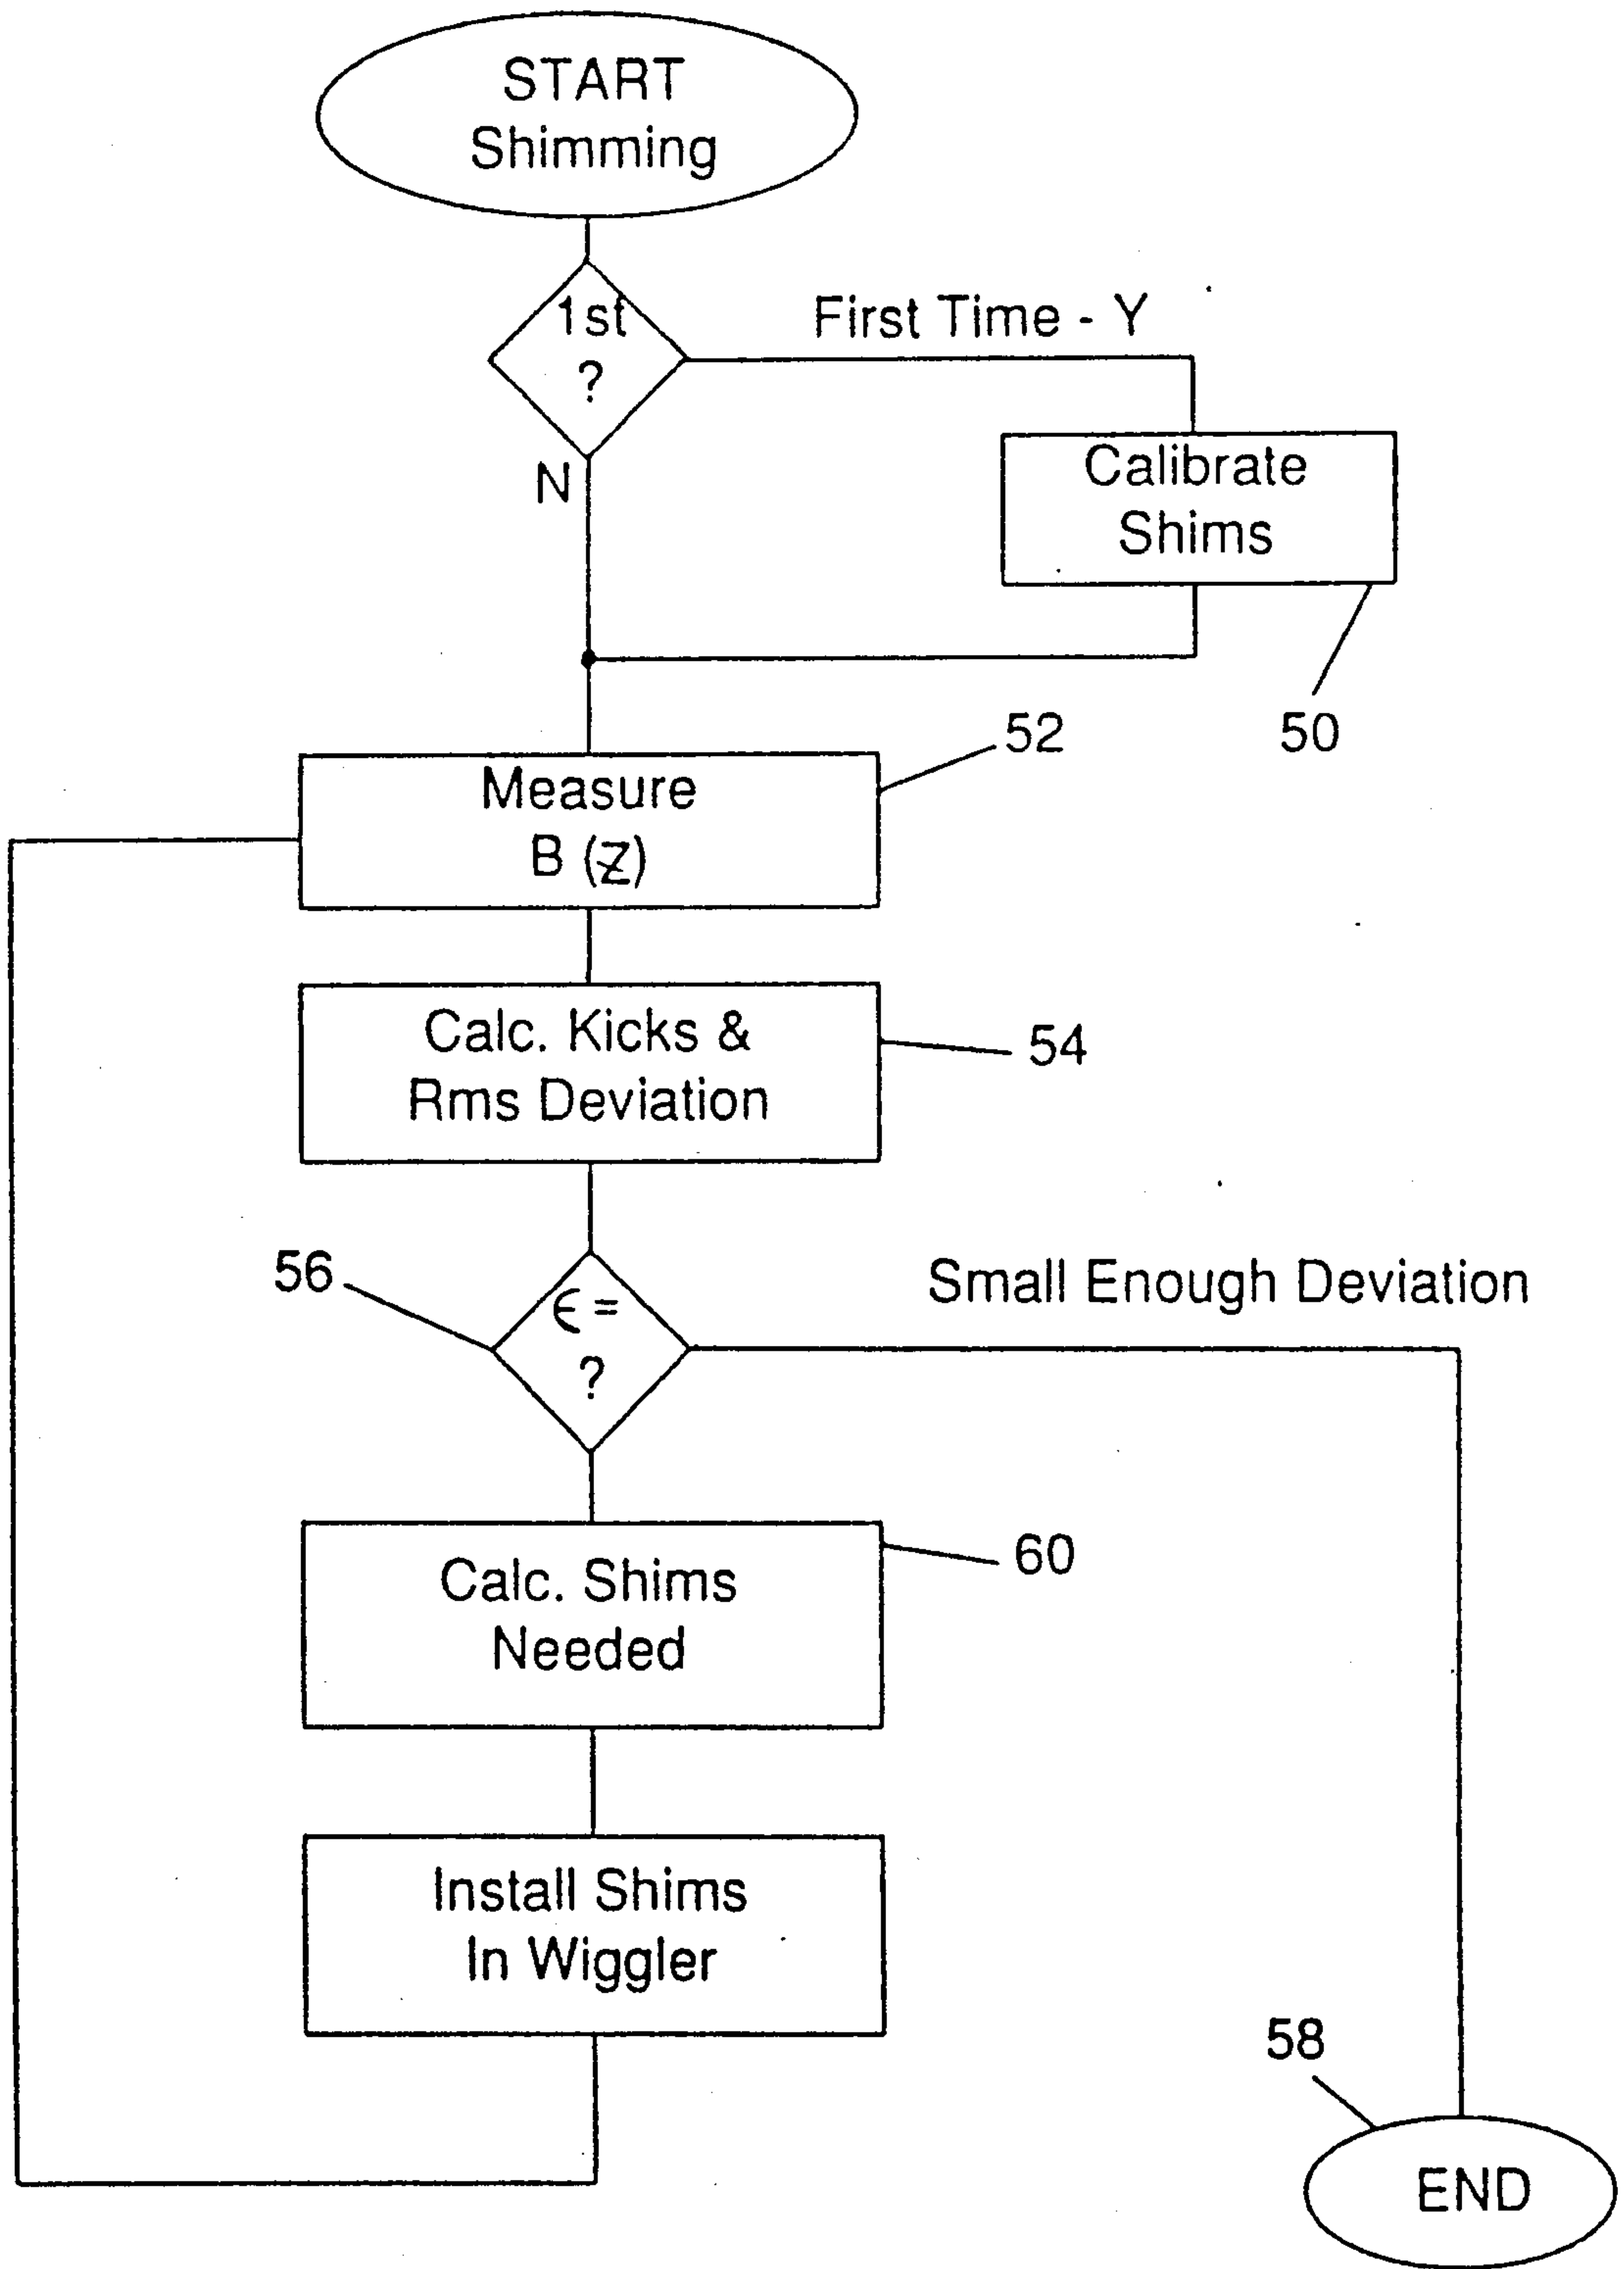 START
Shimming
1st
?
First Time - Y
N
Calibrate
Shims
50
52
Measure
B (Z)
Calc. Kicks &
Rms Deviation
54
56
ϵ =
?
Small Enough Deviation
Calc. Shims
Needed
60
Install Shims
In Wiggler
58
END